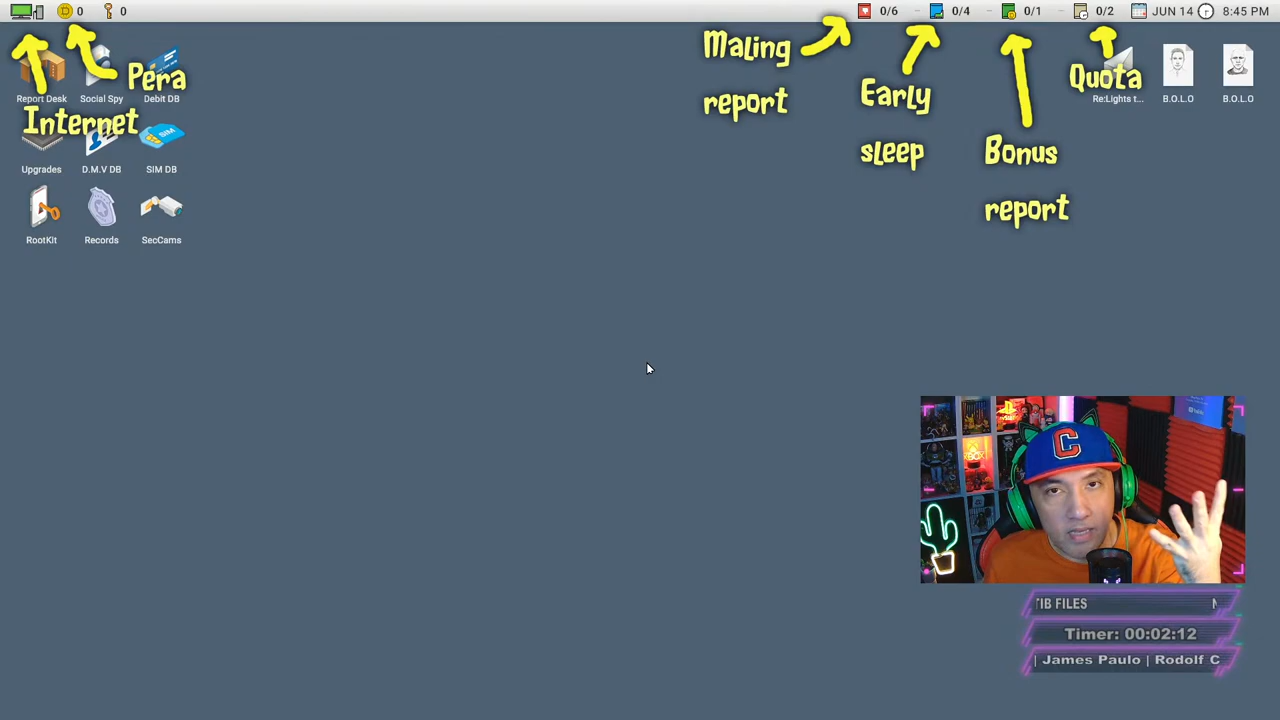 0
0
0/6
0/4
0/1
0/2
JUN 14
8:45 PM
Maling
report
Early
sleep
Bonus
report
Quota
Pera
Internet
Report Desk
Social Spy
Debit DB
Re:Lights t...
B.O.L.O
B.O.L.O
Upgrades
D.M.V DB
SIM
SIM DB
RootKit
Records
SecCams
TIB FILES
Timer: 00:02:12
| James Paulo | Rodolf C